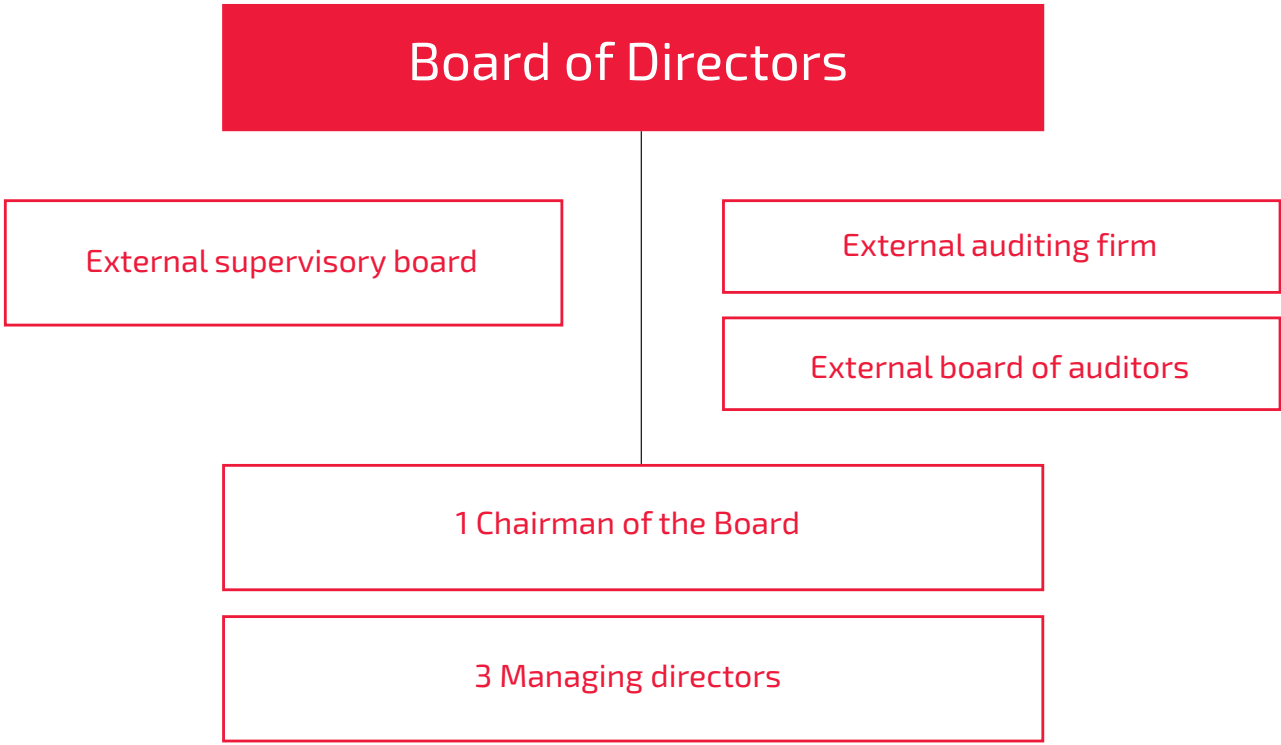 Board of Directors
External supervisory board
External auditing firm
External board of auditors
1 Chairman of the Board
3 Managing directors